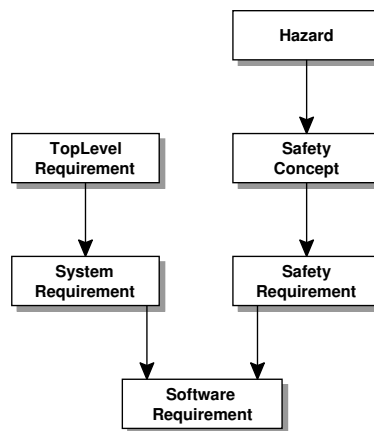 Hazard
TopLevel
Requirement
Safety
Concept
System
Requirement
Safety
Requirement
Software
Requirement